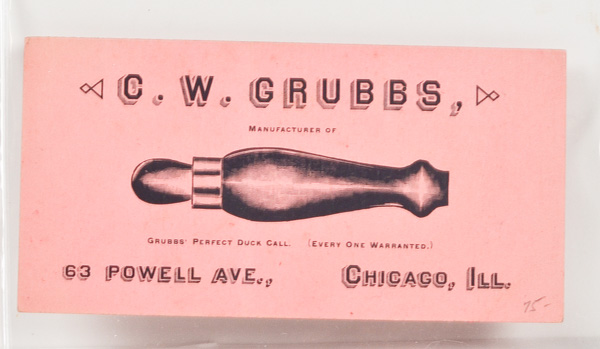 C. W. GRUBBS,
MANUFACTURER OF
GRUBBS' PERFECT DUCK CALL. (EVERY ONE WARRANTED.)
63 POWELL AVE., CHICAGO, ILL.
75-